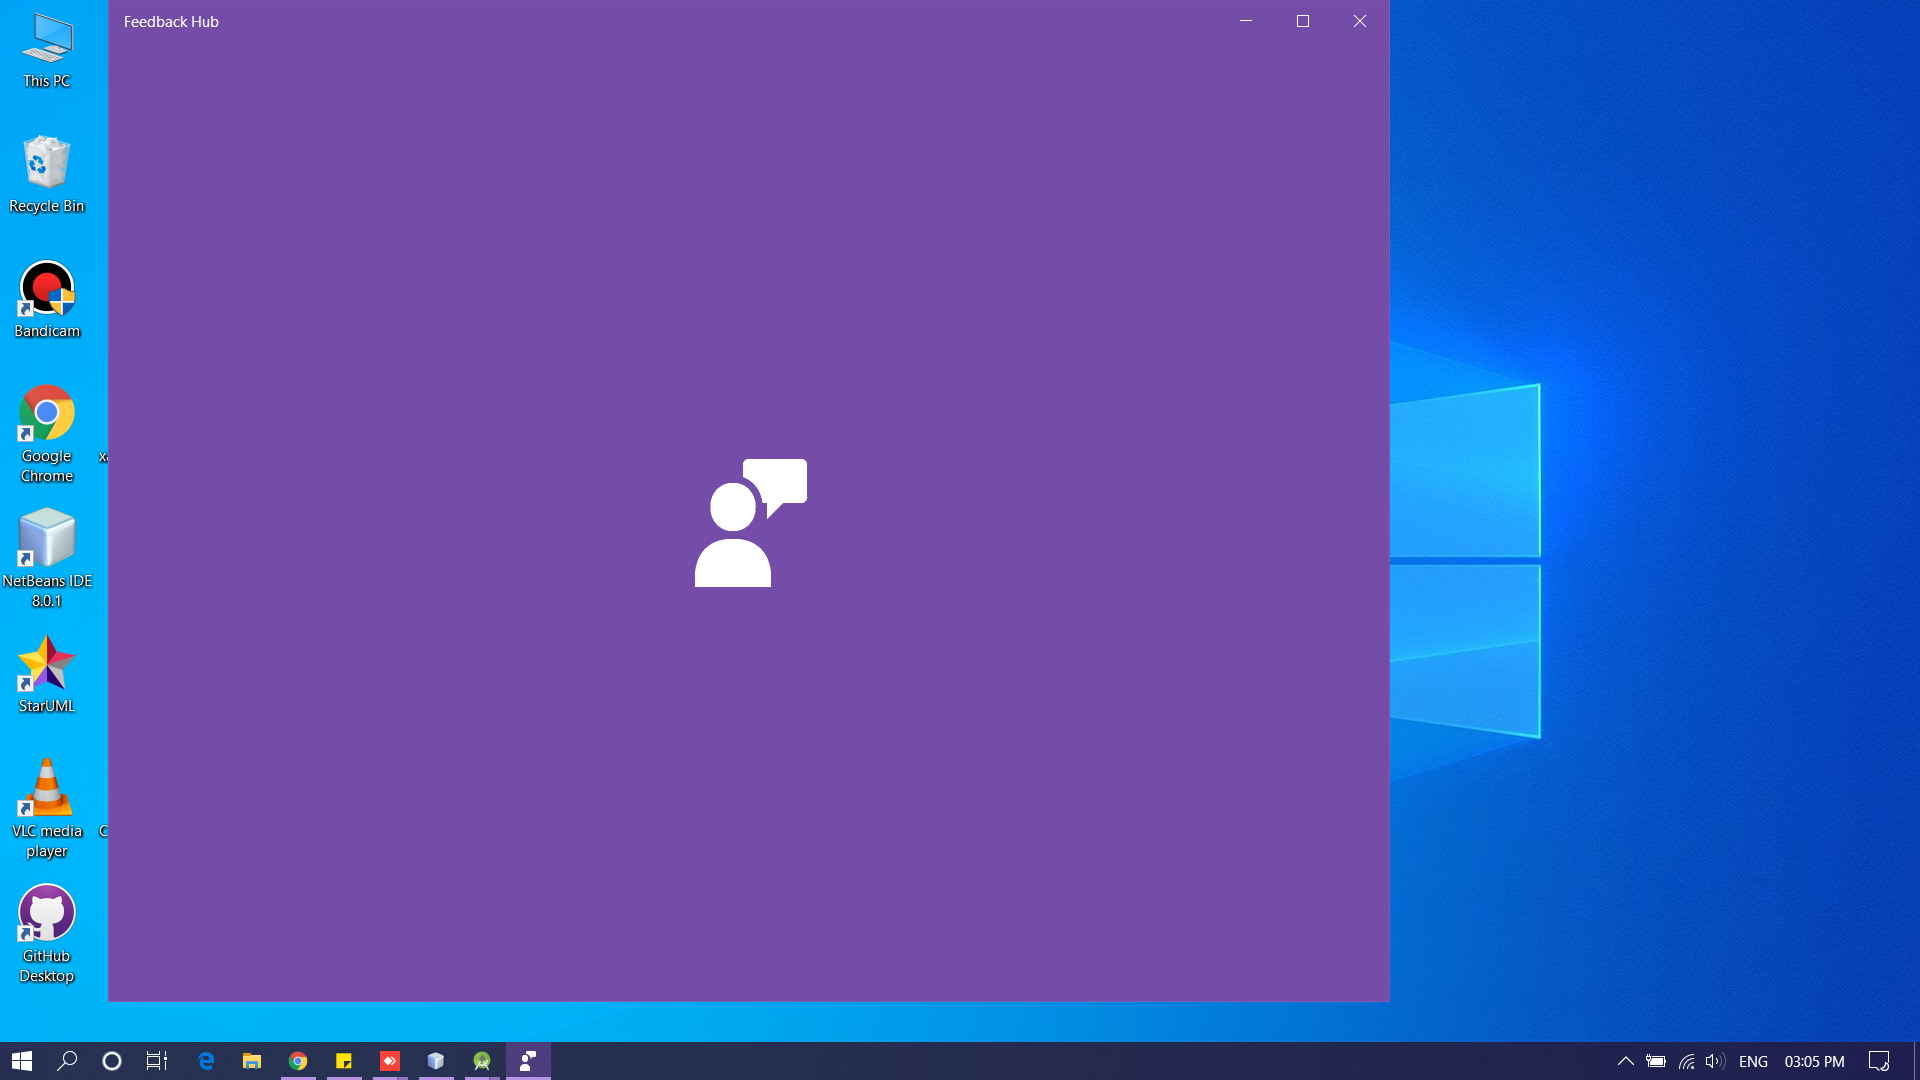 Feedback Hub
This PC
Recycle Bin
Bandicam
Google
Chrome
NetBeans IDE
8.0.1
StarUML
VLC media
player
GitHub
Desktop
ENG
03:05 PM